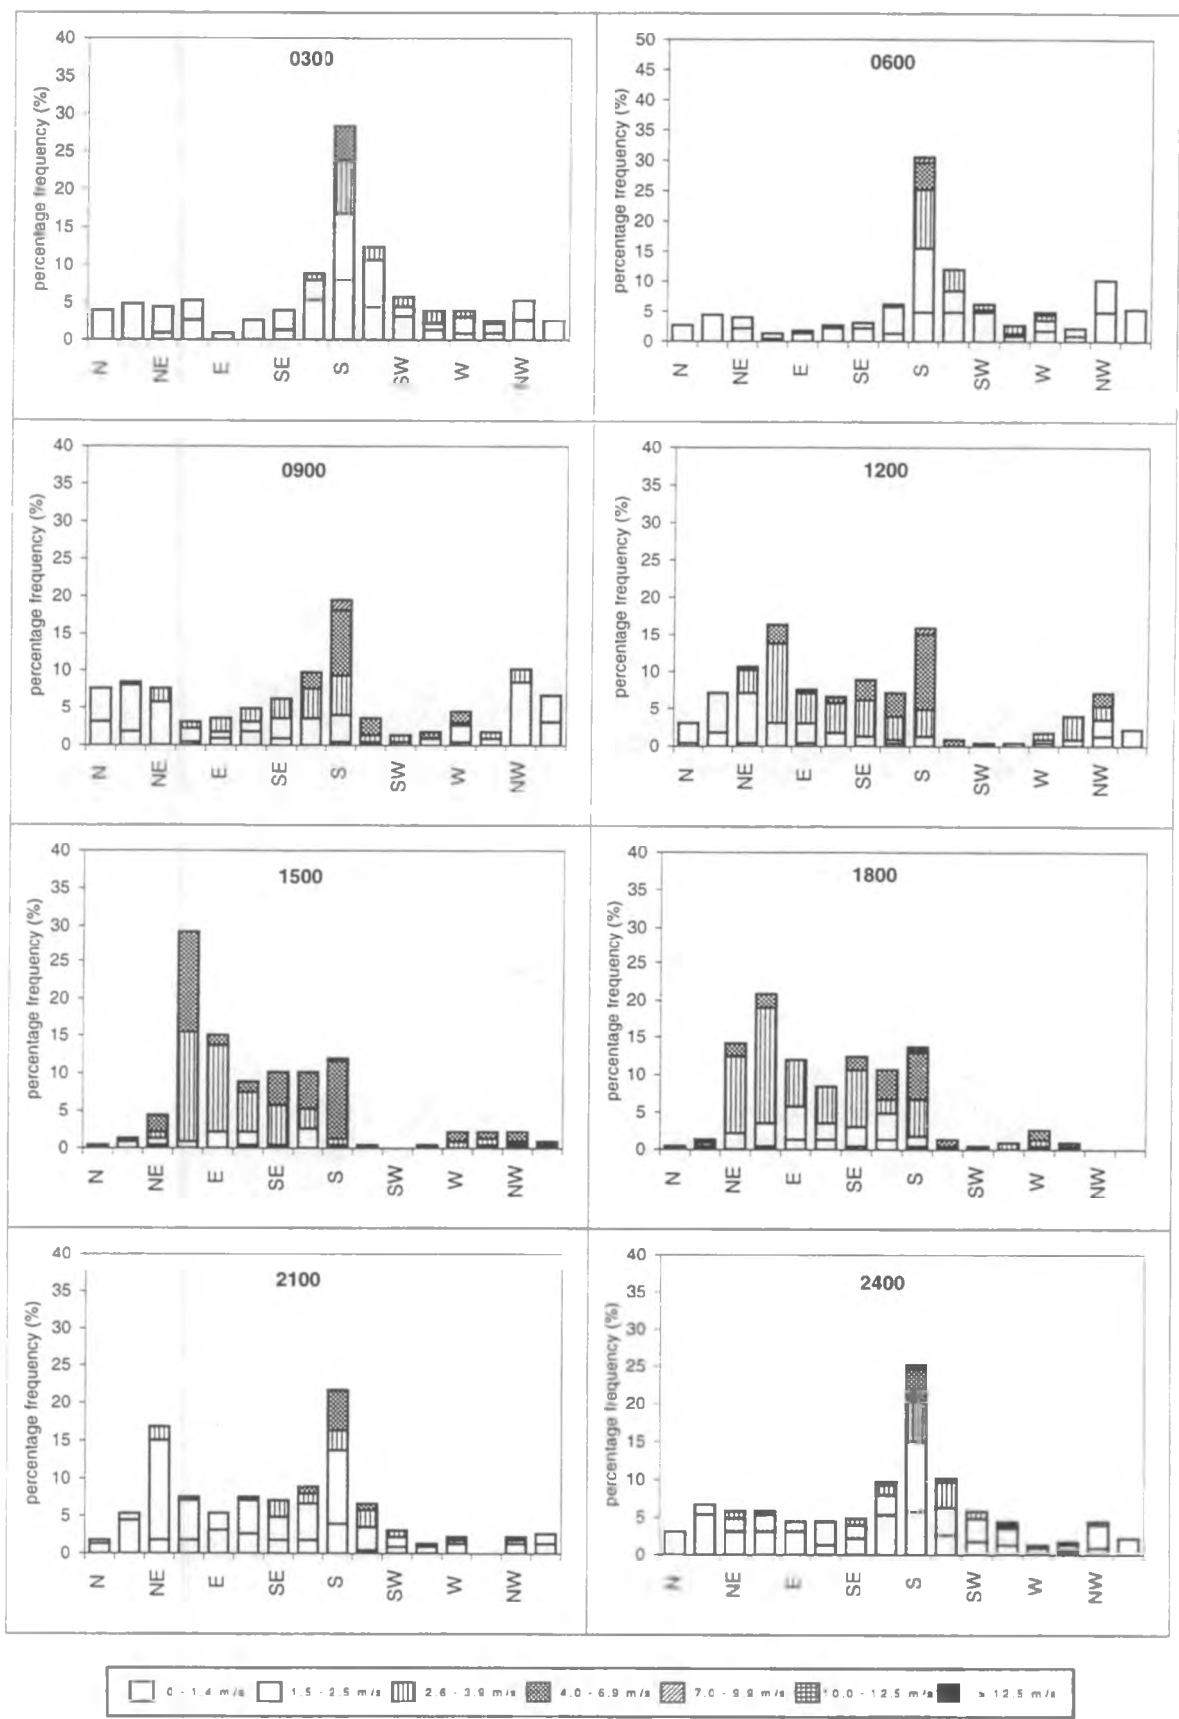 0300
percentage frequency (%)
40
35
30
25
20
15
10
5
0
N
NE
E
SE
S
SW
W
NW
0600
percentage frequency (%)
50
45
40
35
30
25
20
15
10
5
0
N
NE
E
SE
S
SW
W
NW
0900
percentage frequency (%)
40
35
30
25
20
15
10
5
0
N
NE
E
SE
S
SW
W
NW
1200
percentage frequency (%)
40
35
30
25
20
15
10
5
0
N
NE
E
SE
S
SW
W
NW
1500
percentage frequency (%)
40
35
30
25
20
15
10
5
0
N
NE
E
SE
S
SW
W
NW
1800
percentage frequency (%)
40
35
30
25
20
15
10
5
0
N
NE
E
SE
S
SW
W
NW
2100
percentage frequency (%)
40
35
30
25
20
15
10
5
0
N
NE
E
SE
S
SW
W
NW
2400
percentage frequency (%)
40
35
30
25
20
15
10
5
0
N
NE
E
SE
S
SW
W
NW
0 - 1.4 m/s 1.5 - 2.5 m/s 2.6 - 3.9 m/s 4.0 - 6.9 m/s 7.0 - 9.9 m/s 10.0 - 12.5 m/s 12.5 m/s